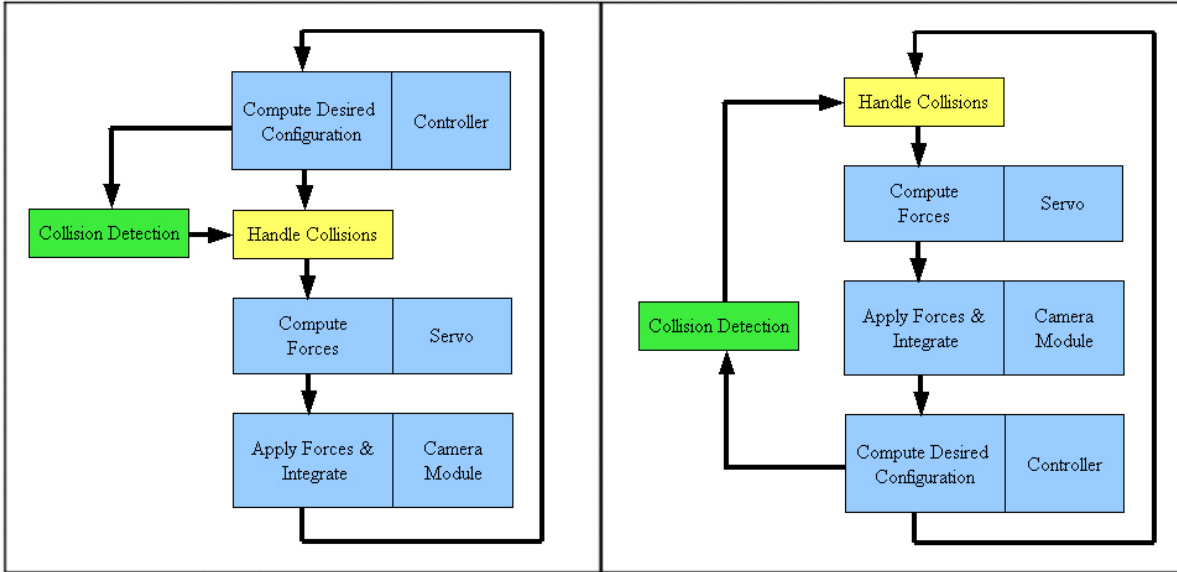 Compute Desired
Configuration
Controller
Collision Detection
Handle Collisions
Compute
Forces
Servo
Apply Forces &
Integrate
Camera
Module
Handle Collisions
Compute
Forces
Servo
Collision Detection
Apply Forces &
Integrate
Camera
Module
Compute Desired
Configuration
Controller